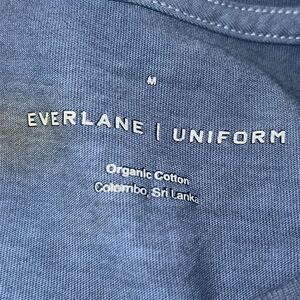 M
EVERLANE | UNIFORM
Organic Cotton
Colombo, Sri Lanka